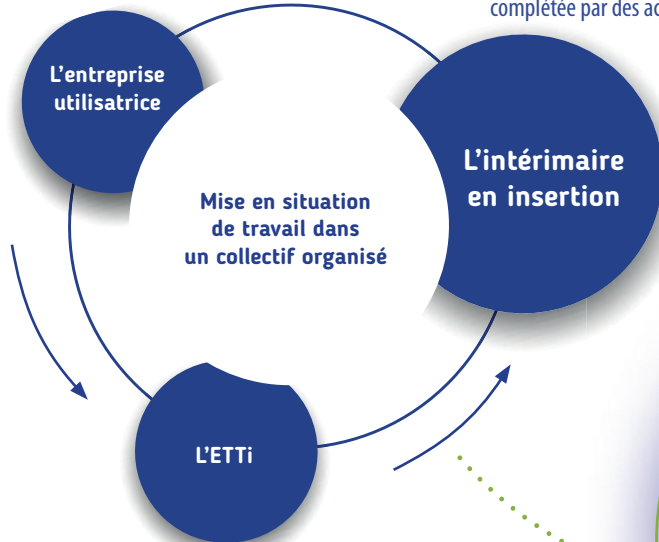 complétée par des ac
L'entreprise
utilisatrice
L'intérimaire
en insertion
Mise en situation
de travail dans
un collectif organisé
L'ETTi